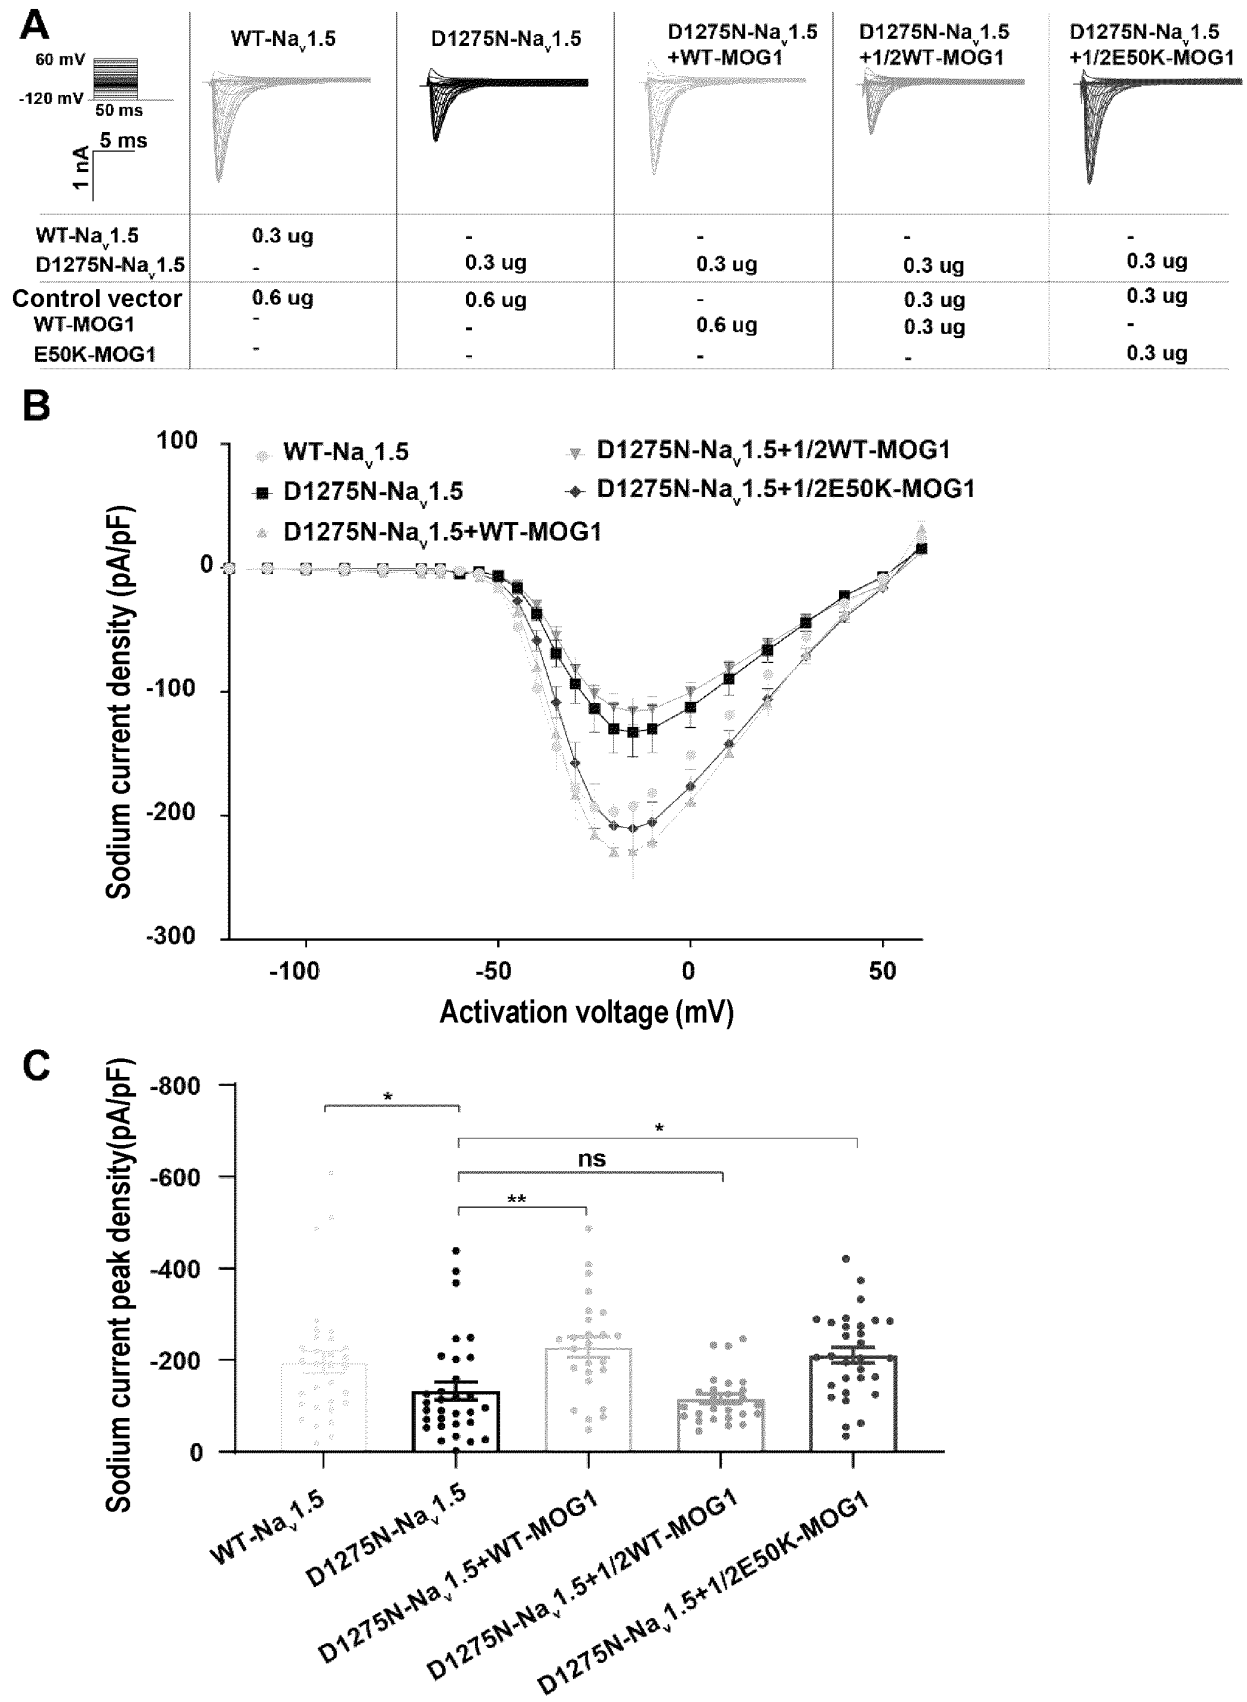 A
60 mV
-120 mV
50 ms
5 ms
1 nA
WT-Nav1.5
D1275N-Nav1.5
D1275N-Nav1.5
+WT-MOG1
D1275N-Nav1.5
+1/2WT-MOG1
D1275N-Nav1.5
+1/2E50K-MOG1
WT-Nav1.5 0.3 ug - - - -
D1275N-Nav1.5 - 0.3 ug 0.3 ug 0.3 ug 0.3 ug
Control vector 0.6 ug 0.6 ug - 0.3 ug 0.3 ug
WT-MOG1 - - 0.6 ug 0.3 ug -
E50K-MOG1 - - - - 0.3 ug
B
WT-Nav1.5
D1275N-Nav1.5
D1275N-Nav1.5+WT-MOG1
D1275N-Nav1.5+1/2WT-MOG1
D1275N-Nav1.5+1/2E50K-MOG1
Sodium current density (pA/pF)
100
0
-100
-200
-300
-100 -50 0 50
Activation voltage (mV)
C
Sodium current peak density(pA/pF)
-800
-600
-400
-200
0
*
*
ns
**
WT-Nav1.5
D1275N-Nav1.5
D1275N-Nav1.5+WT-MOG1
D1275N-Nav1.5+1/2WT-MOG1
D1275N-Nav1.5+1/2E50K-MOG1